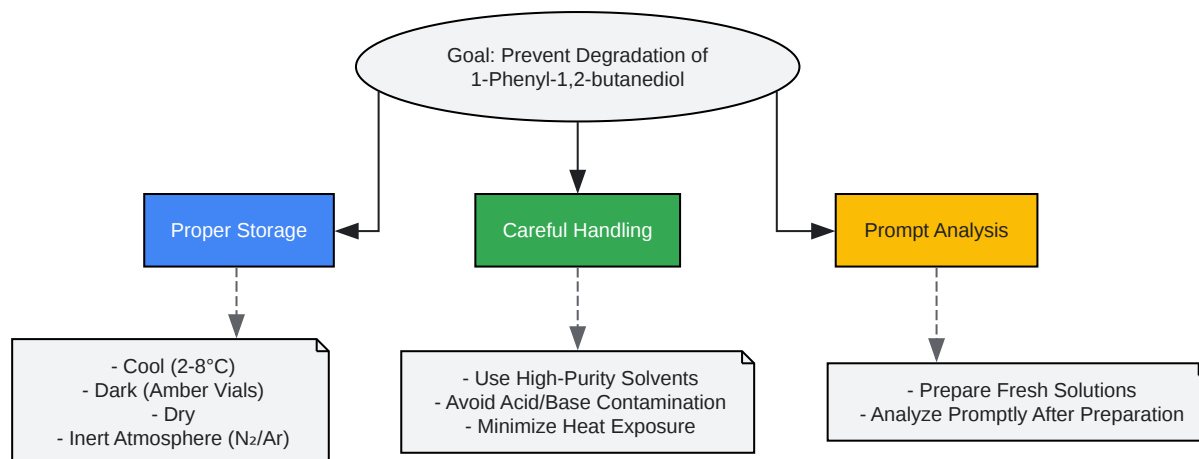 Goal: Prevent Degradation of
1-Phenyl-1,2-butanediol
Proper Storage
Careful Handling
Prompt Analysis
- Cool (2-8°C)
- Dark (Amber Vials)
- Dry
- Inert Atmosphere (N₂/Ar)
- Use High-Purity Solvents
- Avoid Acid/Base Contamination
- Minimize Heat Exposure
- Prepare Fresh Solutions
- Analyze Promptly After Preparation